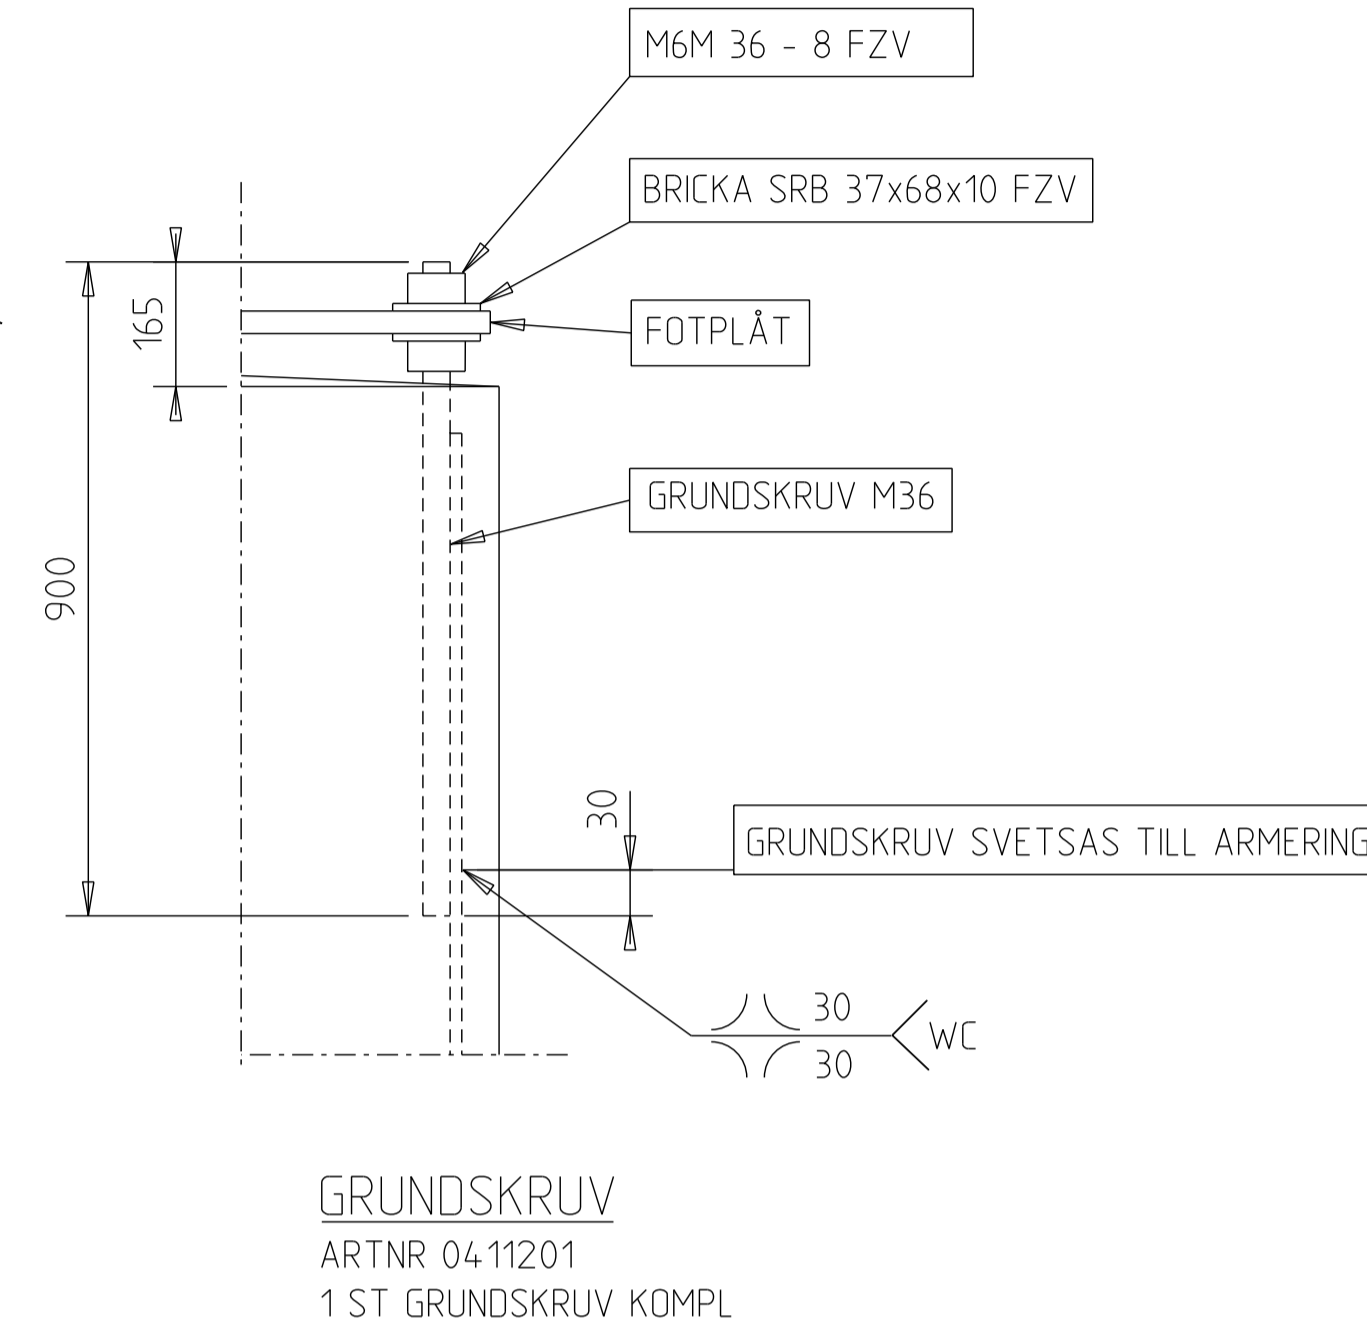 M6M 36 - 8 FZV
BRICKA SRB 37x68x10 FZV
165
FOTPLÅT
GRUNDSKRUV M36
900
30
GRUNDSKRUV SVETSAS TILL ARMERING
30
WC
30
GRUNDSKRUV
ARTNR 0411201
1 ST GRUNDSKRUV KOMPL